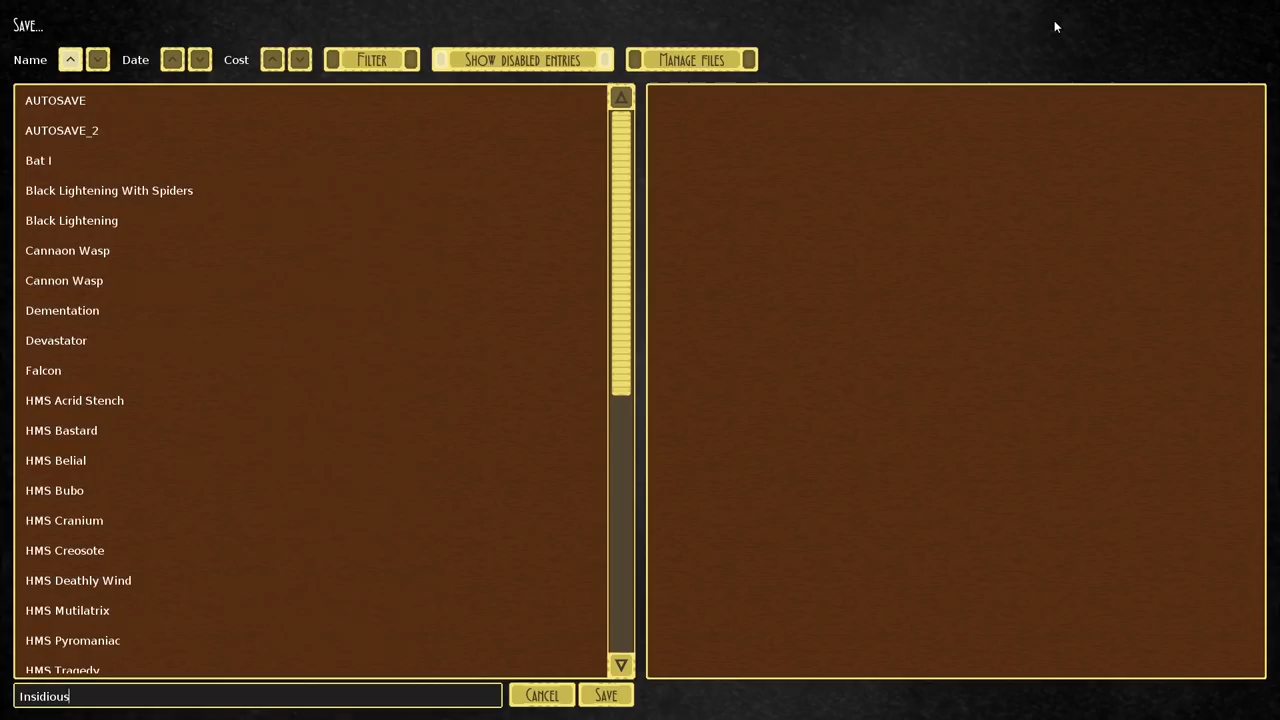 Save...
Name Date Cost Filter Show disabled entries Manage files
AUTOSAVE
AUTOSAVE_2
Bat I
Black Lightening With Spiders
Black Lightening
Cannaon Wasp
Cannon Wasp
Dementation
Devastator
Falcon
HMS Acrid Stench
HMS Bastard
HMS Belial
HMS Bubo
HMS Cranium
HMS Creosote
HMS Deathly Wind
HMS Mutilatrix
HMS Pyromaniac
HMS Tragedy
Insidious Cancel Save